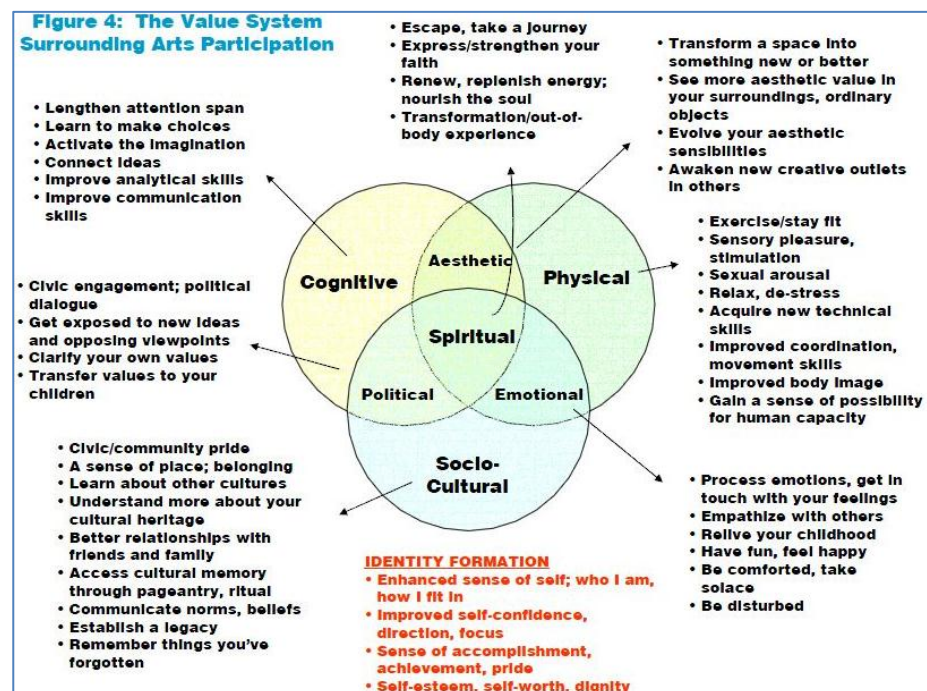 Figure 4: The Value System
Surrounding Arts Participation
• Escape, take a journey
• Express/strengthen your
faith
• Renew, replenish energy;
nourish the soul
• Transformation/out-of-
body experience
• Transform a space into
something new or better
• See more aesthetic value in
your surroundings, ordinary
objects
• Evolve your aesthetic
sensibilities
• Awaken new creative outlets
in others
• Lengthen attention span
• Learn to make choices
• Activate the imagination
• Connect ideas
• Improve analytical skills
• Improve communication
skills
Cognitive
Aesthetic
Physical
Spiritual
Political
Emotional
Socio-
Cultural
• Exercise/stay fit
• Sensory pleasure,
stimulation
• Sexual arousal
• Relax, de-stress
• Acquire new technical
skills
• Improved coordination,
movement skills
• Improved body image
• Gain a sense of possibility
for human capacity
• Civic engagement; political
dialogue
• Get exposed to new ideas
and opposing viewpoints
• Clarify your own values
• Transfer values to your
children
• Civic/community pride
• A sense of place; belonging
• Learn about other cultures
• Understand more about your
cultural heritage
• Better relationships with
friends and family
• Access cultural memory
through pageantry, ritual
• Communicate norms, beliefs
• Establish a legacy
• Remember things you've
forgotten
IDENTITY FORMATION
• Enhanced sense of self; who I am,
how I fit in
• Improved self-confidence,
direction, focus
• Sense of accomplishment,
achievement, pride
• Self-esteem, self-worth, dignity
• Process emotions, get in
touch with your feelings
• Empathize with others
• Relive your childhood
• Have fun, feel happy
• Be comforted, take
solace
• Be disturbed